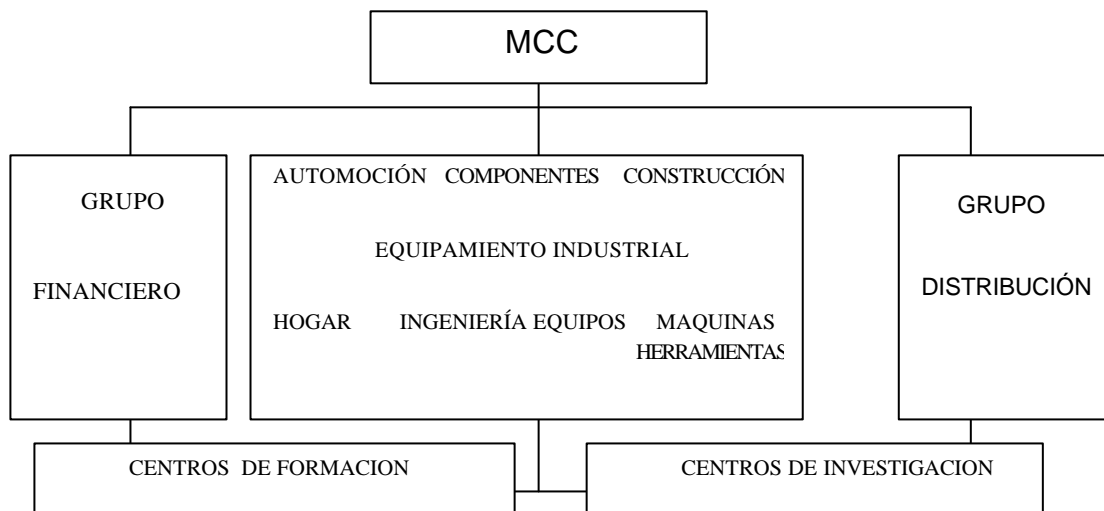 MCC
GRUPO
FINANCIERO
AUTOMOCIÓN COMPONENTES CONSTRUCCIÓN
EQUIPAMIENTO INDUSTRIAL
HOGAR INGENIERÍA EQUIPOS MAQUINAS
HERRAMIENTAS
GRUPO
DISTRIBUCIÓN
CENTROS DE FORMACION
CENTROS DE INVESTIGACION